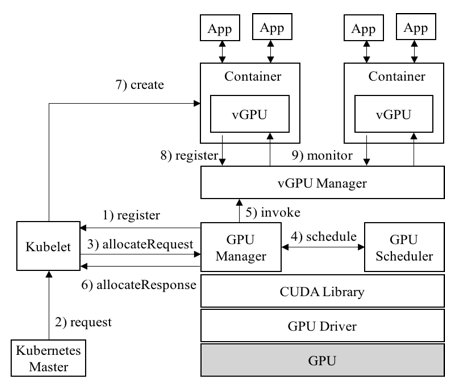 App
App
App
App
7) create
Container
Container
vGPU
vGPU
8) register
9) monitor
vGPU Manager
1) register
5) invoke
Kubelet
3) allocateRequest
GPU
Manager
4) schedule
GPU
Scheduler
6) allocateResponse
CUDA Library
2) request
GPU Driver
Kubernetes
Master
GPU